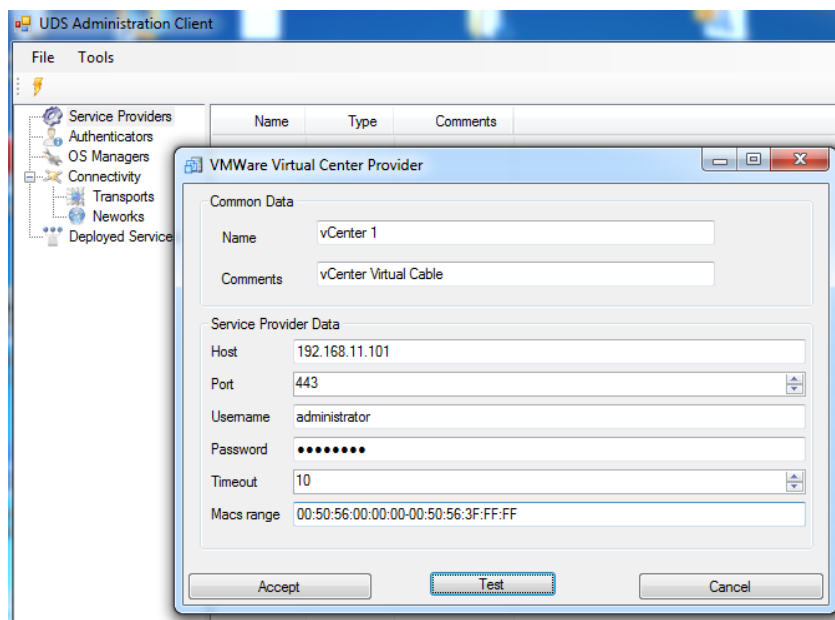 UDS Administration Client
File Tools
Service Providers
Authenticators
OS Managers
Connectivity
Transports
Neworks
Deployed Service
Name Type Comments
VMWare Virtual Center Provider
Common Data
Name vCenter 1
Comments vCenter Virtual Cable
Service Provider Data
Host 192.168.11.101
Port 443
Username administrator
Password ●●●●●●●●
Timeout 10
Macs range 00:50:56:00:00:00-00:50:56:3F:FF:FF
Accept Test Cancel